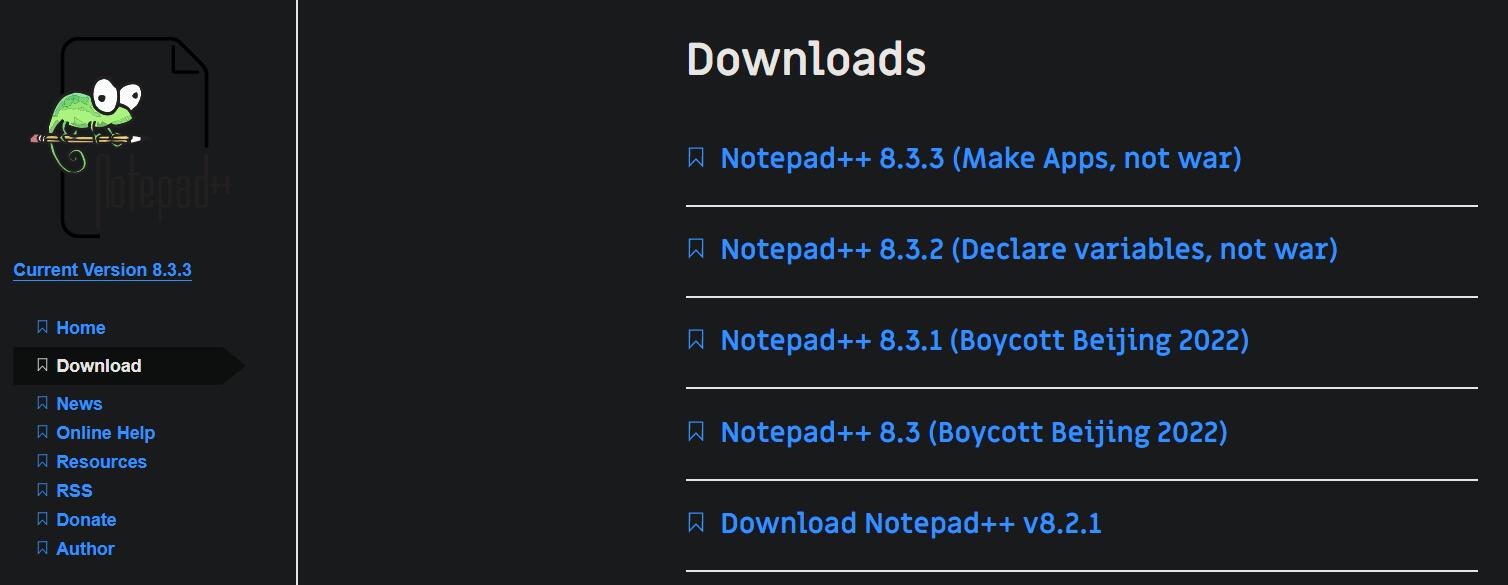 Notepad++
Current Version 8.3.3
Home
Download
News
Online Help
Resources
RSS
Donate
Author
Downloads
Notepad++ 8.3.3 (Make Apps, not war)
Notepad++ 8.3.2 (Declare variables, not war)
Notepad++ 8.3.1 (Boycott Beijing 2022)
Notepad++ 8.3 (Boycott Beijing 2022)
Download Notepad++ v8.2.1